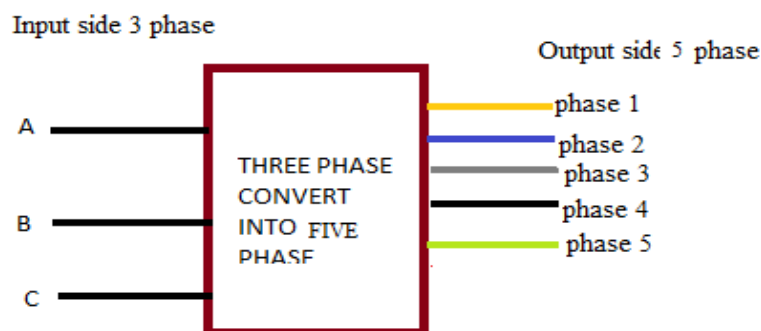 Input side 3 phase
Output side 5 phase
A
B
C
THREE PHASE
CONVERT
INTO FIVE
PHASE
phase 1
phase 2
phase 3
phase 4
phase 5